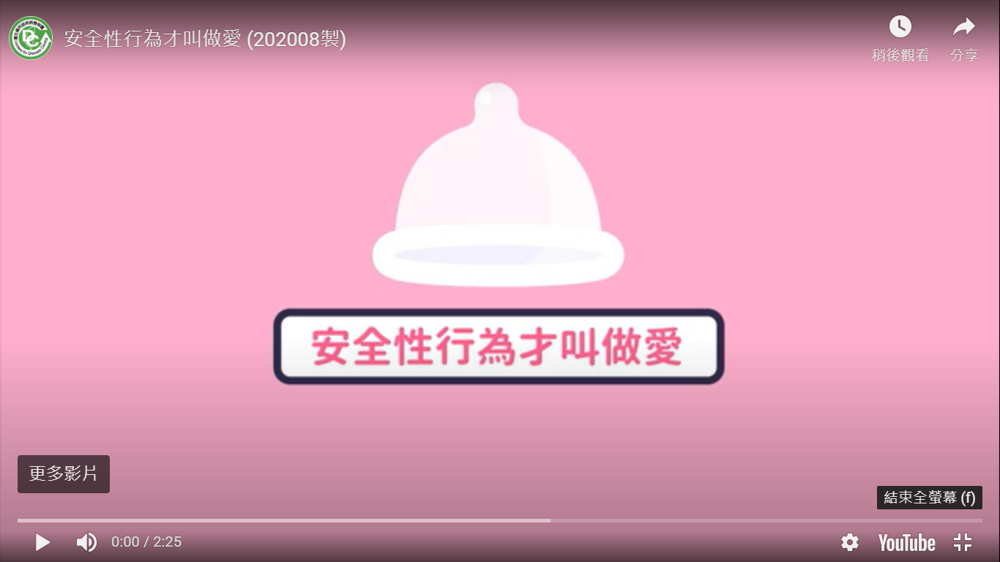 安全性行為才叫做愛 (202008製)
稍後觀看
分享
安全性行為才叫做愛
更多影片
結束全螢幕 (f)
0:00 / 2:25
YouTube